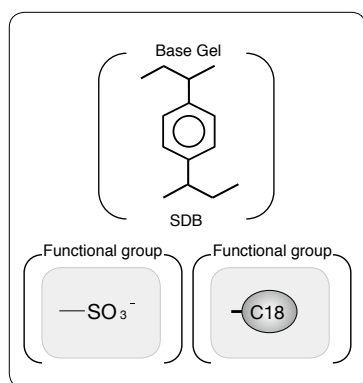 Base Gel
SDB
Functional group
Functional group
—SO₃⁻
C18